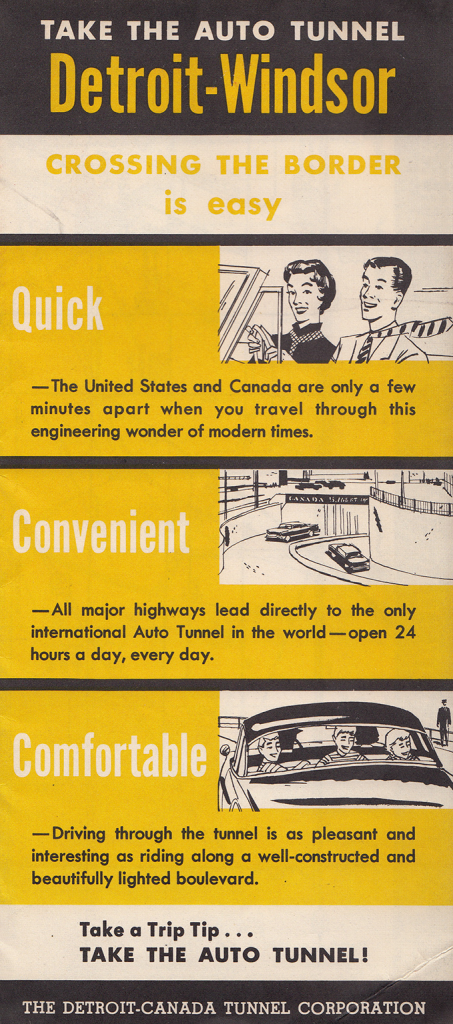 TAKE THE AUTO TUNNEL
Detroit-Windsor
CROSSING THE BORDER
is easy
Quick
—The United States and Canada are only a few
minutes apart when you travel through this
engineering wonder of modern times.
Convenient
CANADA
—All major highways lead directly to the only
international Auto Tunnel in the world—open 24
hours a day, every day.
Comfortable
—Driving through the tunnel is as pleasant and
interesting as riding along a well-constructed and
beautifully lighted boulevard.
Take a Trip Tip...
TAKE THE AUTO TUNNEL!
THE DETROIT-CANADA TUNNEL CORPORATION